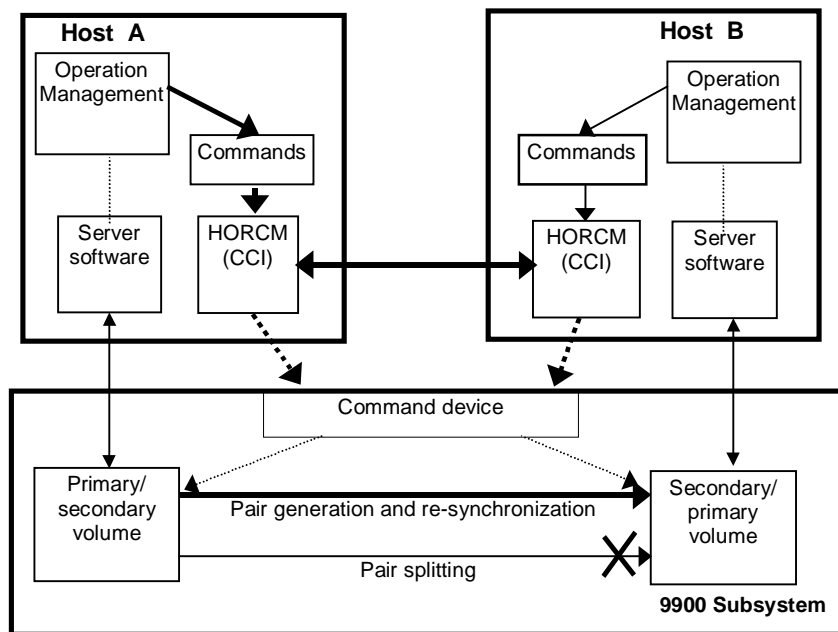 Host A
Operation
Management
Commands
Server
software
HORCM
(CCI)
Host B
Operation
Management
Commands
HORCM
(CCI)
Server
software
Command device
Primary/
secondary
volume
Pair generation and re-synchronization
Pair splitting
Secondary/
primary
volume
9900 Subsystem